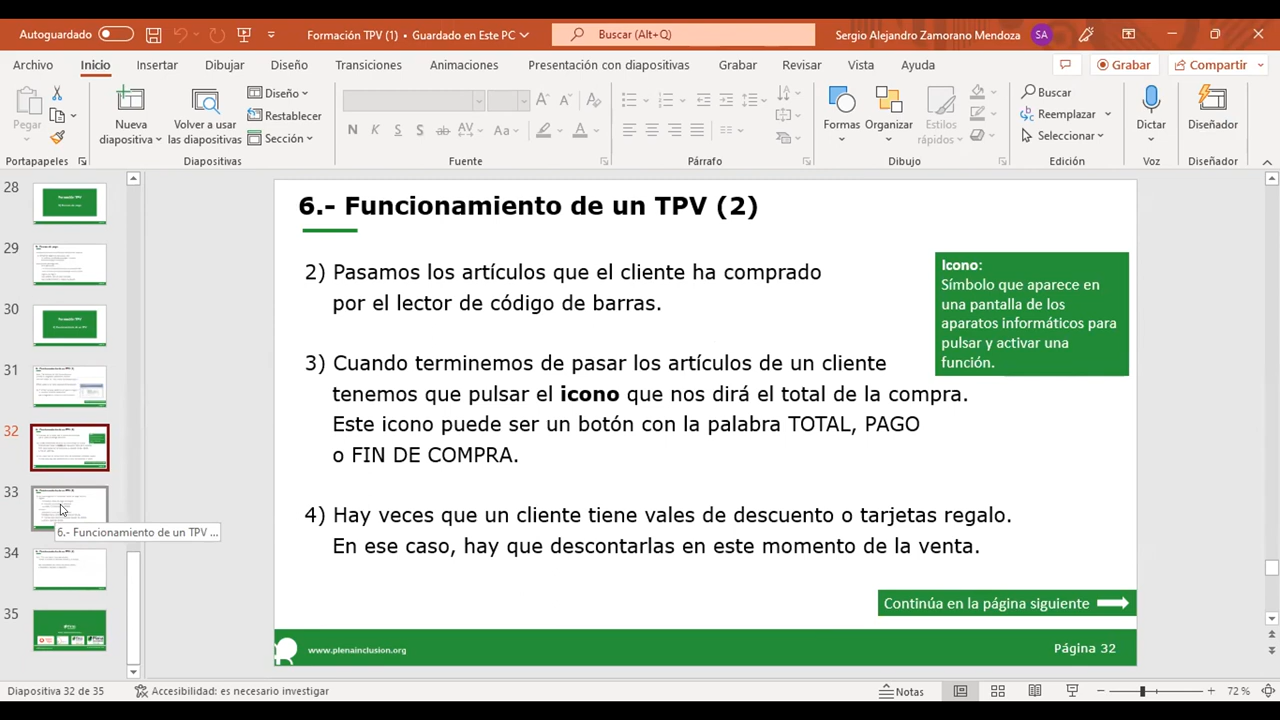 Autoguardado
Formación TPV (1) • Guardado en Este PC
Buscar (Alt+Q)
Sergio Alejandro Zamorano Mendoza
SA
Archivo
Inicio
Insertar
Dibujar
Diseño
Transiciones
Animaciones
Presentación con diapositivas
Grabar
Revisar
Vista
Ayuda
Grabar
Compartir
Pegar
Nueva
diapositiva
Volver a usar
las diapositivas
Diseño
Restablecer
Sección
Formas
Organizar
Estilos
rápidos
Buscar
Reemplazar
Seleccionar
Dictar
Diseñador
Portapapeles
Diapositivas
Fuente
Párrafo
Dibujo
Edición
Voz
Diseñador
28
29
30
31
32
33
6.- Funcionamiento de un TPV ...
34
35
6.- Funcionamiento de un TPV (2)
2) Pasamos los artículos que el cliente ha comprado
por el lector de código de barras.
3) Cuando terminemos de pasar los artículos de un cliente
tenemos que pulsar el icono que nos dirá el total de la compra.
Este icono puede ser un botón con la palabra TOTAL, PAGO
o FIN DE COMPRA.
4) Hay veces que un cliente tiene vales de descuento o tarjetas regalo.
En ese caso, hay que descontarlas en este momento de la venta.
Icono:
Símbolo que aparece en
una pantalla de los
aparatos informáticos para
pulsar y activar una
función.
Continúa en la página siguiente
www.plenainclusion.org
Página 32
Diapositiva 32 de 35
Accesibilidad: es necesario investigar
Notas
72 %